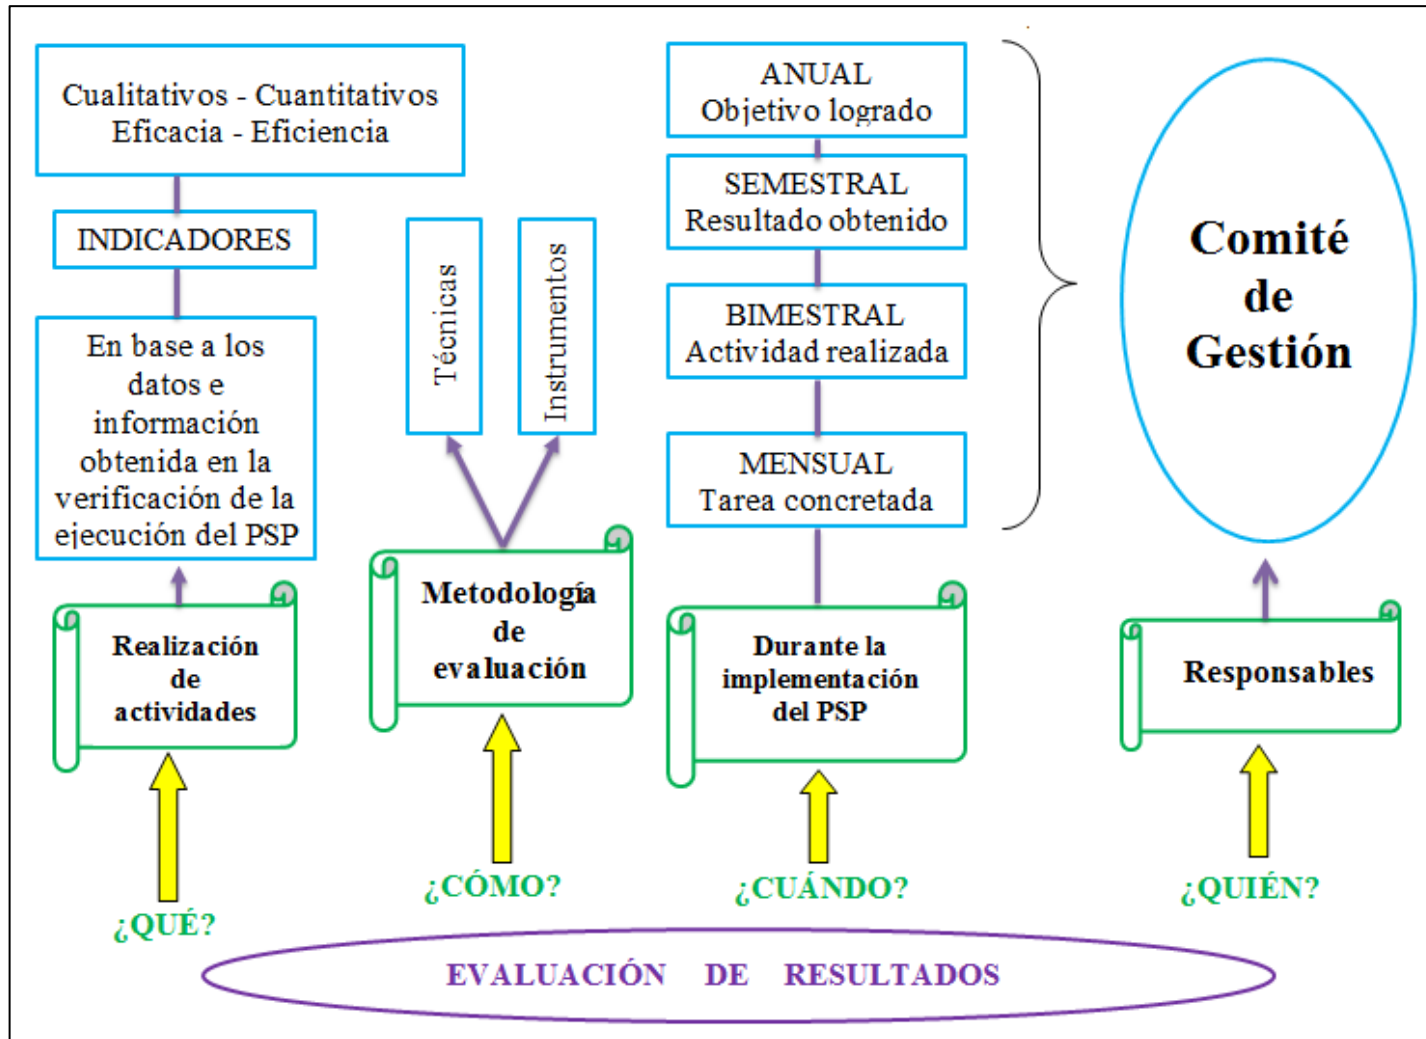 Cualitativos - Cuantitativos
Eficacia - Eficiencia
INDICADORES
En base a los
datos e
información
obtenida en la
verificación de la
ejecución del PSP
Realización
de
actividades
¿QUÉ?
Técnicas
Instrumentos
Metodología
de
evaluación
¿CÓMO?
ANUAL
Objetivo logrado
SEMESTRAL
Resultado obtenido
BIMESTRAL
Actividad realizada
MENSUAL
Tarea concretada
Durante la
implementación
del PSP
¿CUÁNDO?
Comité
de
Gestión
Responsables
¿QUIÉN?
EVALUACIÓN DE RESULTADOS